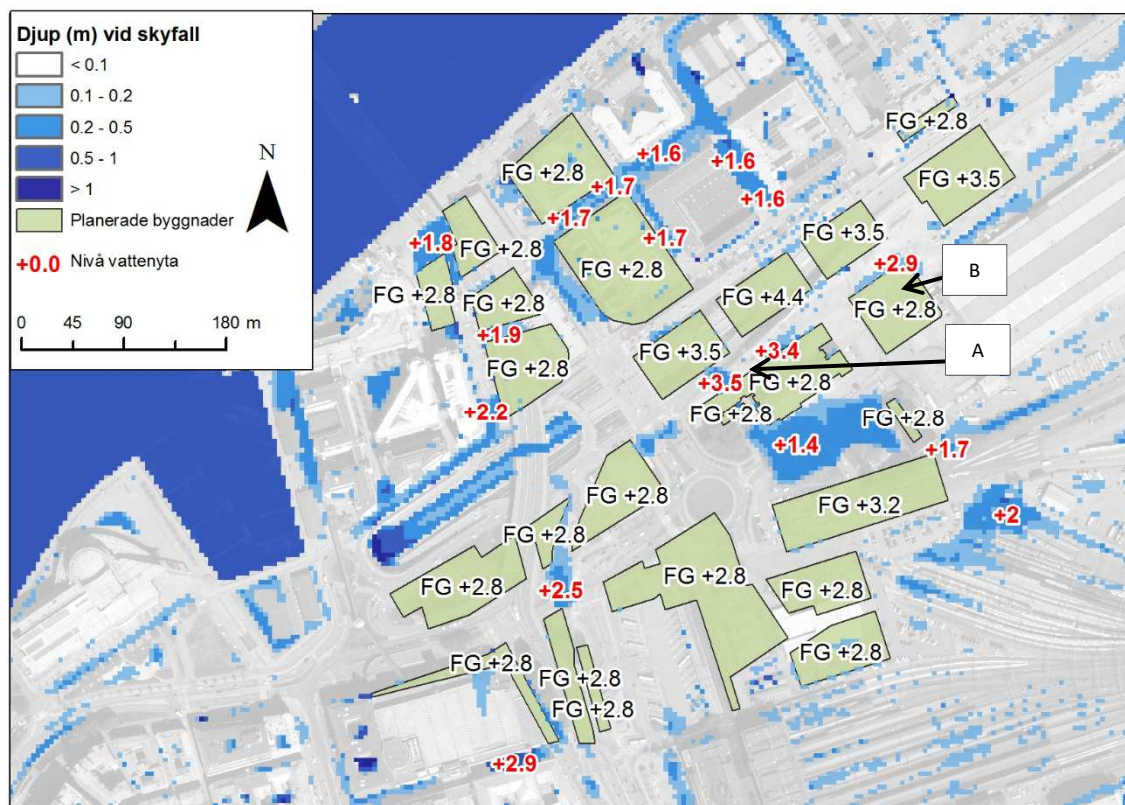 Djup (m) vid skyfall
< 0.1
0.1 - 0.2
0.2 - 0.5
0.5 - 1
> 1
Planerade byggnader
+0.0 Nivå vattenyta
0 45 90 180 m
N
FG +2.8
FG +2.8
+1.6
+1.6
+1.6
FG +3.5
+1.7
+1.7
+1.7
+1.8
FG +2.8
FG +3.5
FG +2.8
+2.9
B
FG +2.8
FG +2.8
FG +4.4
FG +2.8
+1.9
FG +3.5
+3.4
A
FG +2.8
+3.5
FG +2.8
+2.2
FG +2.8
FG +2.8
+1.4
+1.7
FG +2.8
FG +3.2
+2
FG +2.8
FG +2.8
FG +2.8
+2.5
FG +2.8
FG +2.8
FG +2.8
FG +2.8
FG +2.8
FG +2.8
+2.9